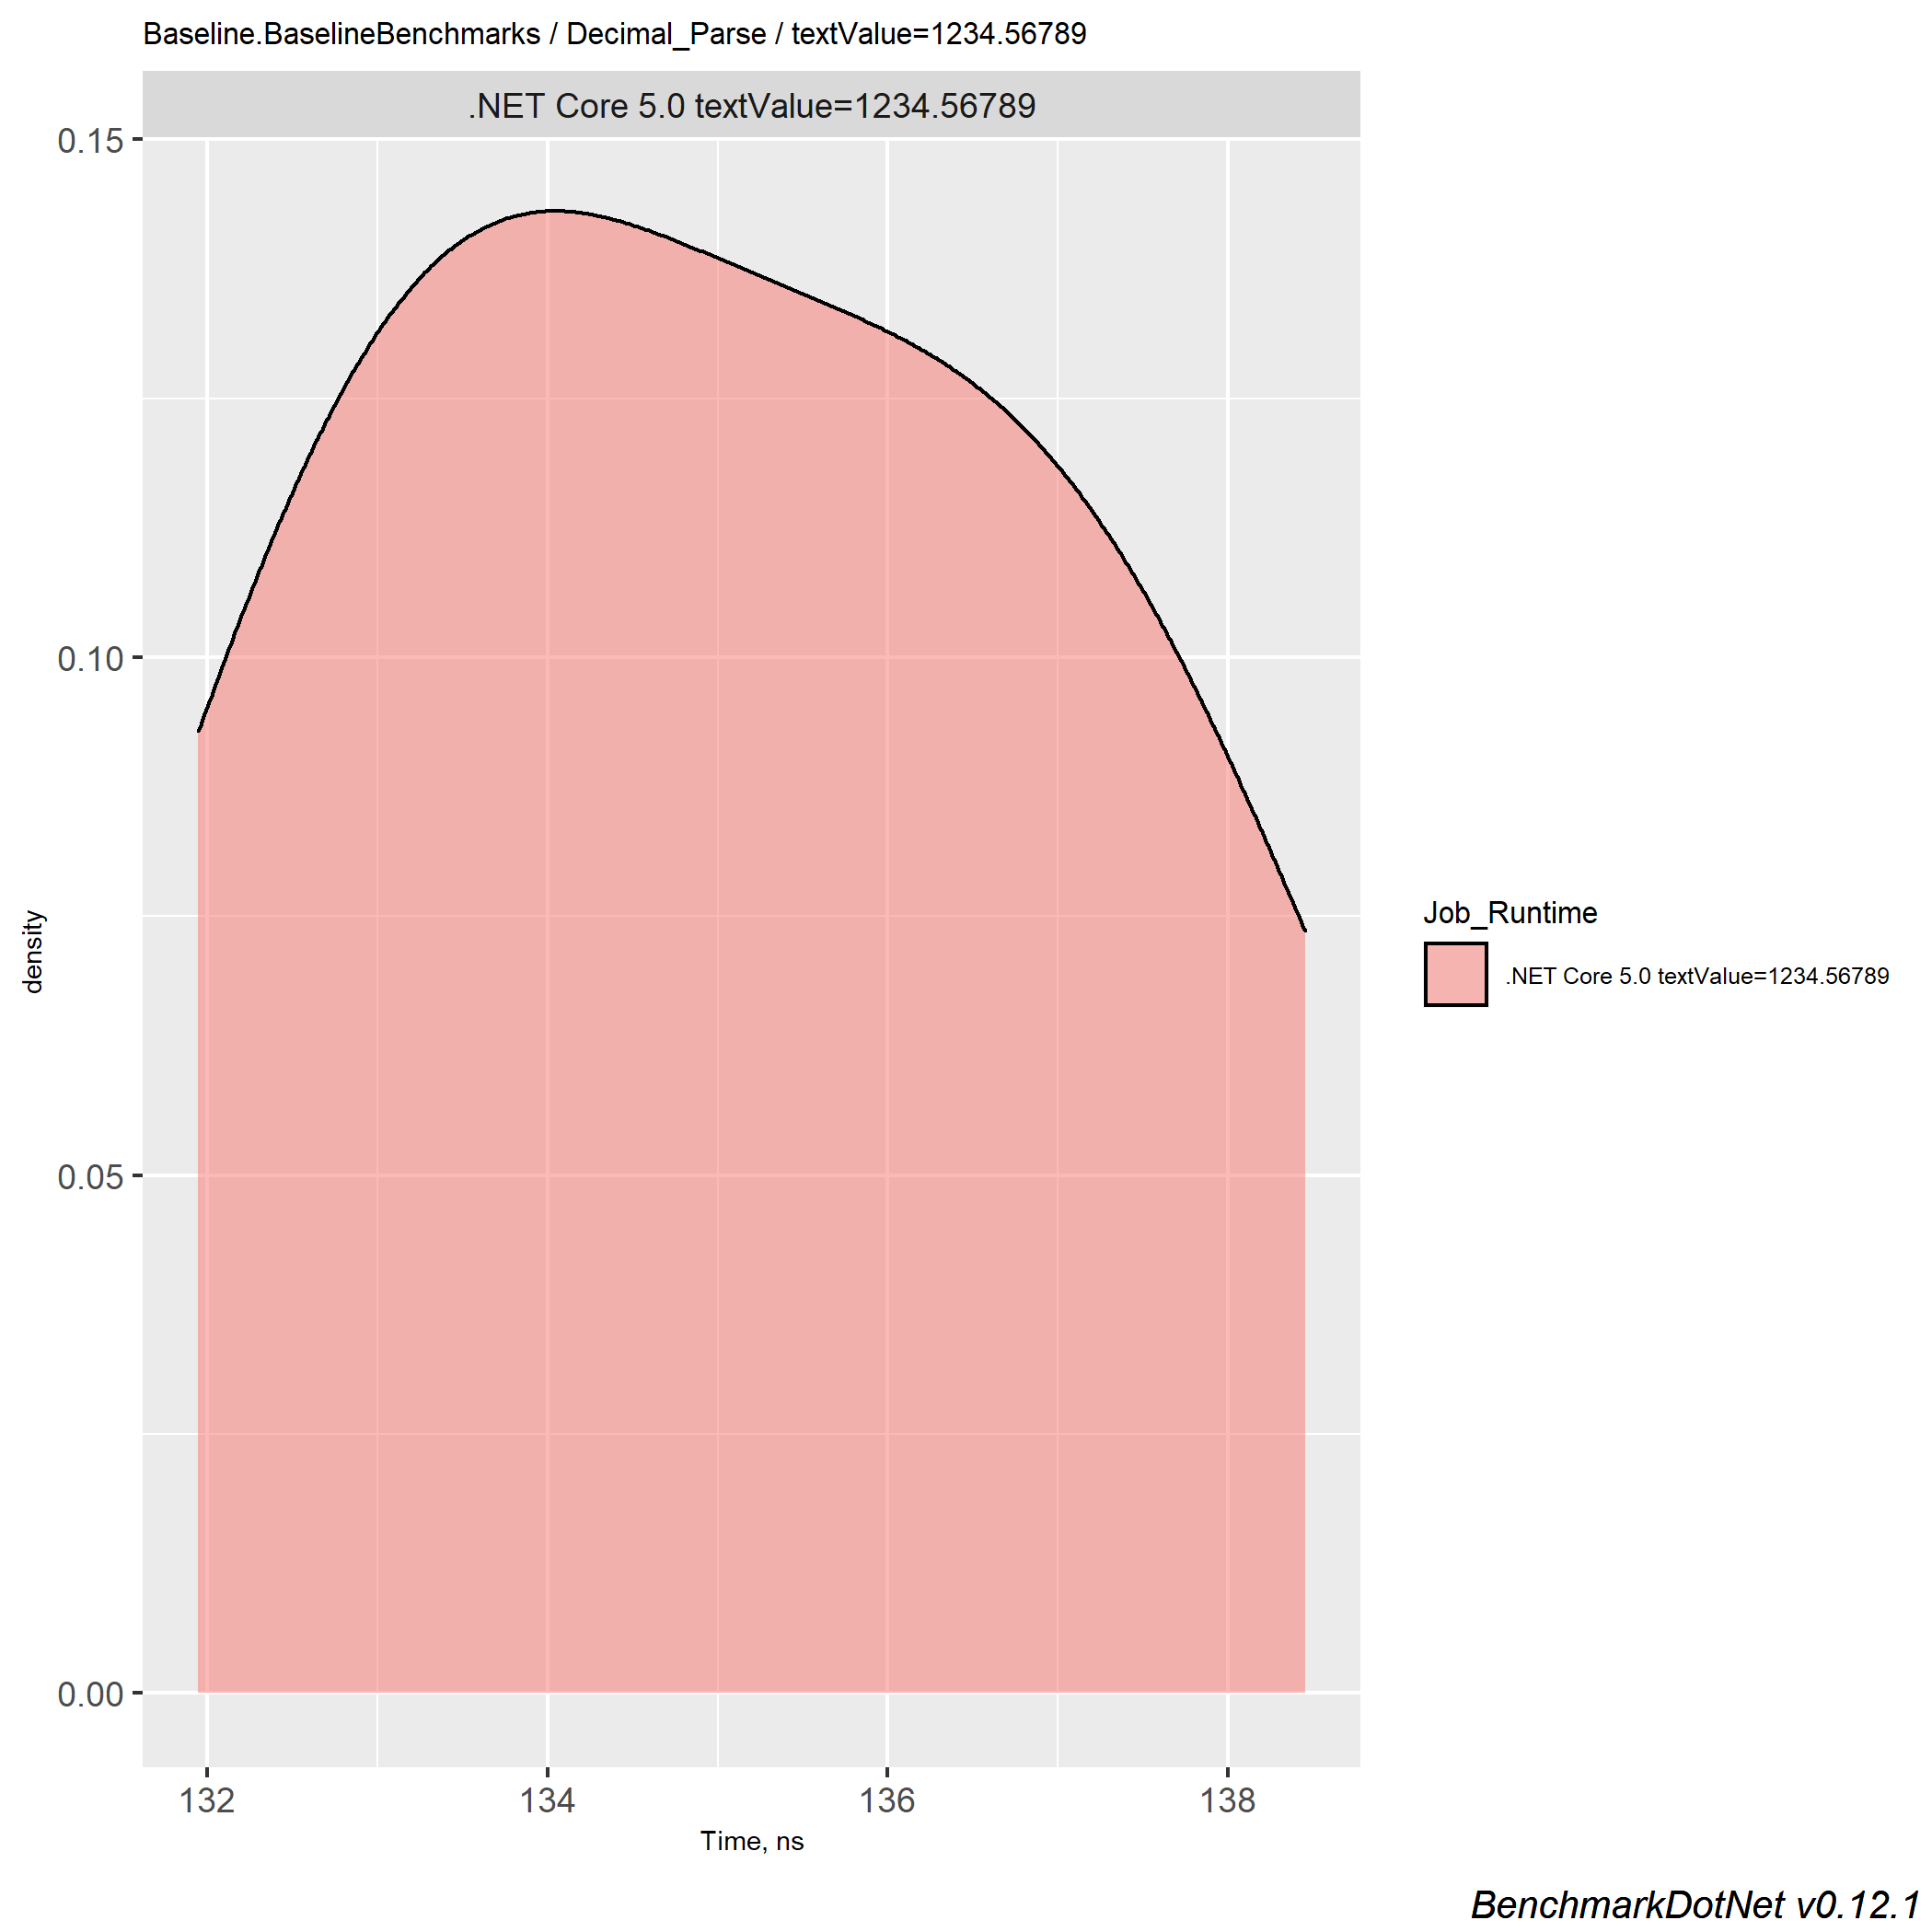 Baseline.BaselineBenchmarks / Decimal_Parse / textValue=1234.56789
.NET Core 5.0 textValue=1234.56789
0.15
0.10
0.05
0.00
density
132 134 136 138
Time, ns
Job_Runtime
.NET Core 5.0 textValue=1234.56789
BenchmarkDotNet v0.12.1